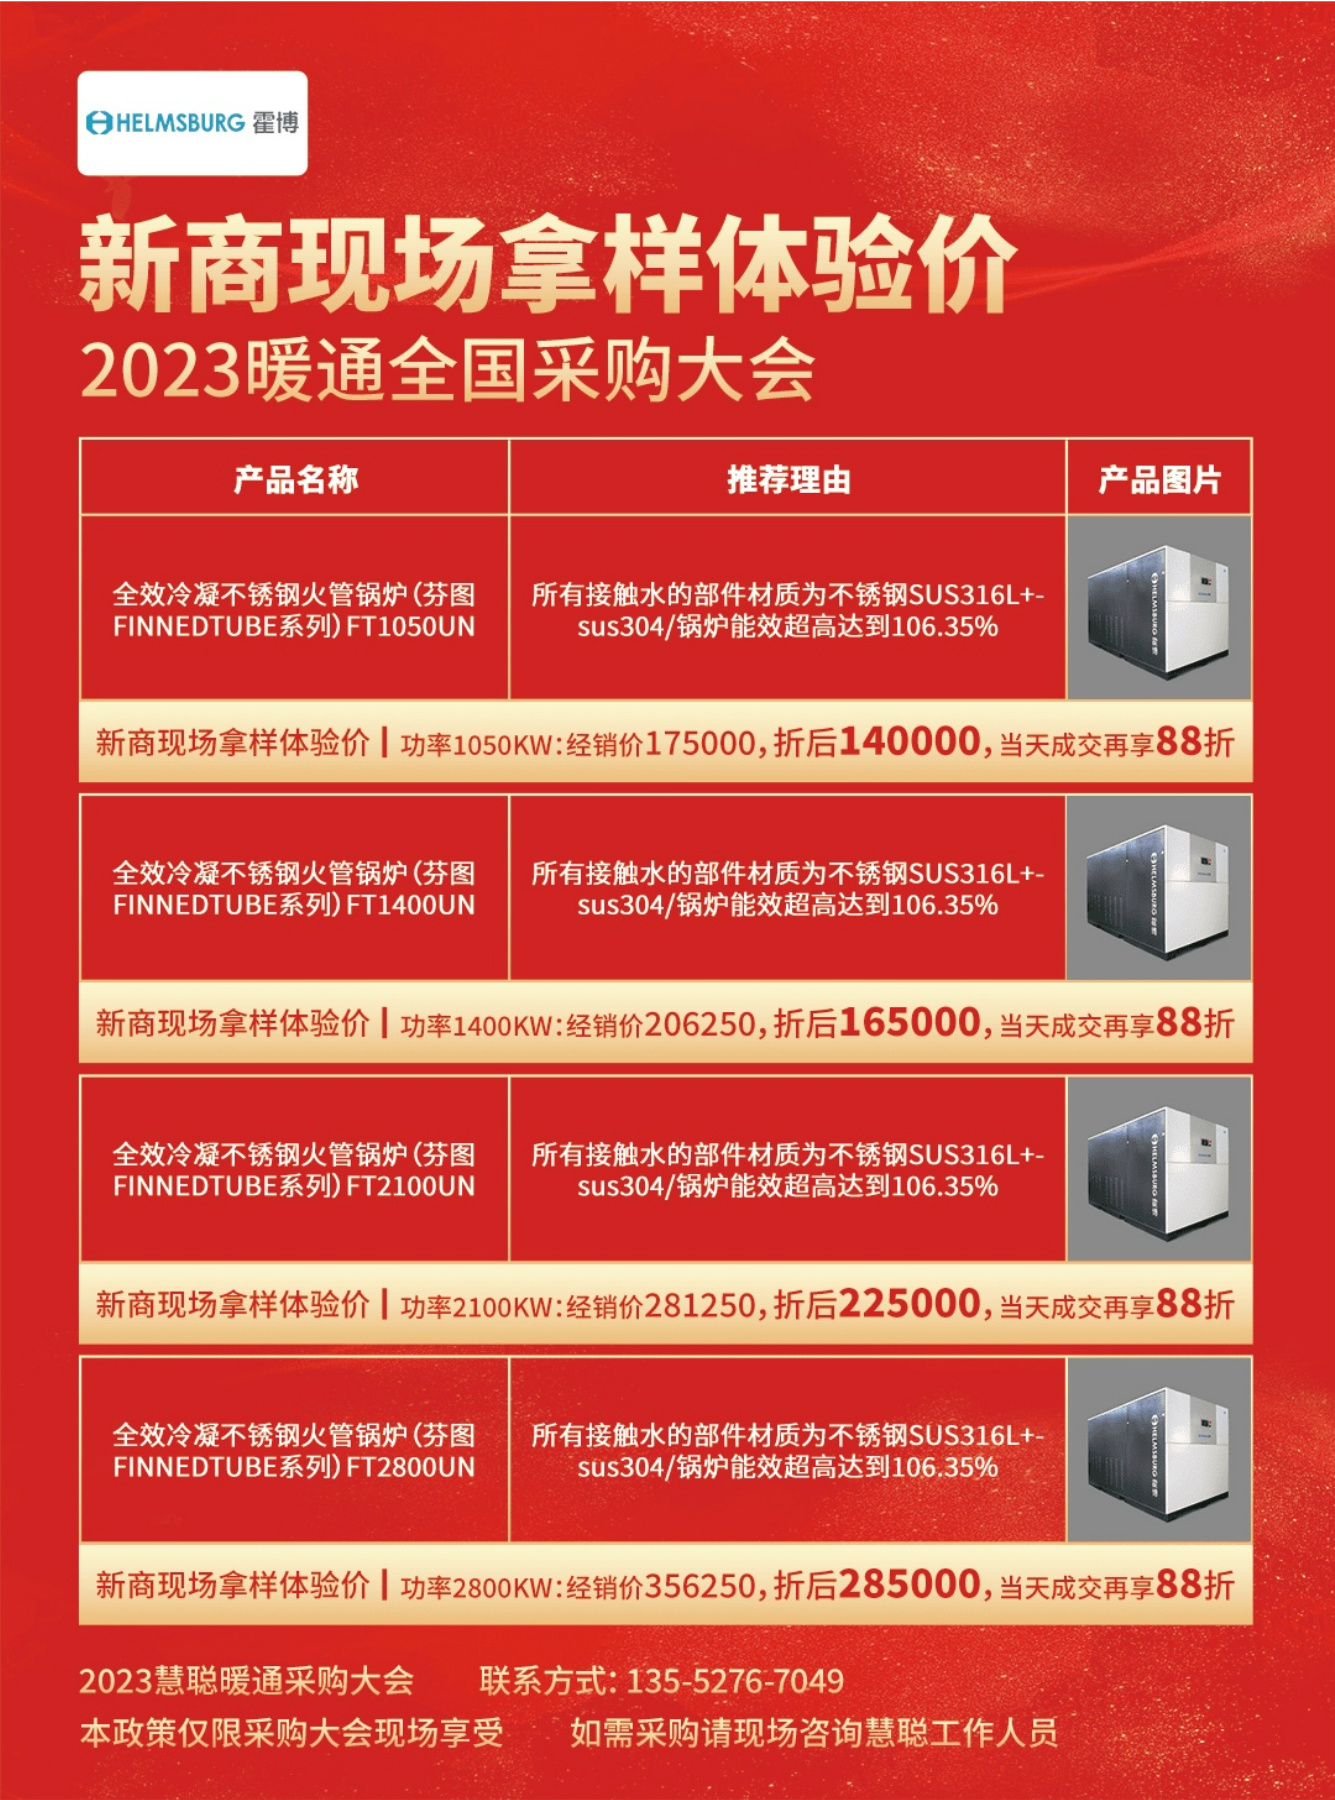 HELMSBURG 霍博
新商现场拿样体验价
2023暖通全国采购大会
产品名称 推荐理由 产品图片
全效冷凝不锈钢火管锅炉(芬图
FINNEDTUBE系列) FT1050UN
所有接触水的部件材质为不锈钢SUS316L+-
sus304/锅炉能效超高达到106.35%
HELMSBURG 霍博
新商现场拿样体验价 | 功率1050KW:经销价175000,折后140000,当天成交再享88折
全效冷凝不锈钢火管锅炉(芬图
FINNEDTUBE系列) FT1400UN
所有接触水的部件材质为不锈钢SUS316L+-
sus304/锅炉能效超高达到106.35%
HELMSBURG 霍博
新商现场拿样体验价 | 功率1400KW:经销价206250,折后165000,当天成交再享88折
全效冷凝不锈钢火管锅炉(芬图
FINNEDTUBE系列) FT2100UN
所有接触水的部件材质为不锈钢SUS316L+-
sus304/锅炉能效超高达到106.35%
HELMSBURG 霍博
新商现场拿样体验价 | 功率2100KW:经销价281250,折后225000,当天成交再享88折
全效冷凝不锈钢火管锅炉(芬图
FINNEDTUBE系列) FT2800UN
所有接触水的部件材质为不锈钢SUS316L+-
sus304/锅炉能效超高达到106.35%
HELMSBURG 霍博
新商现场拿样体验价 | 功率2800KW:经销价356250,折后285000,当天成交再享88折
2023慧聪暖通采购大会 联系方式: 135-5276-7049
本政策仅限采购大会现场享受 如需采购请现场咨询慧聪工作人员